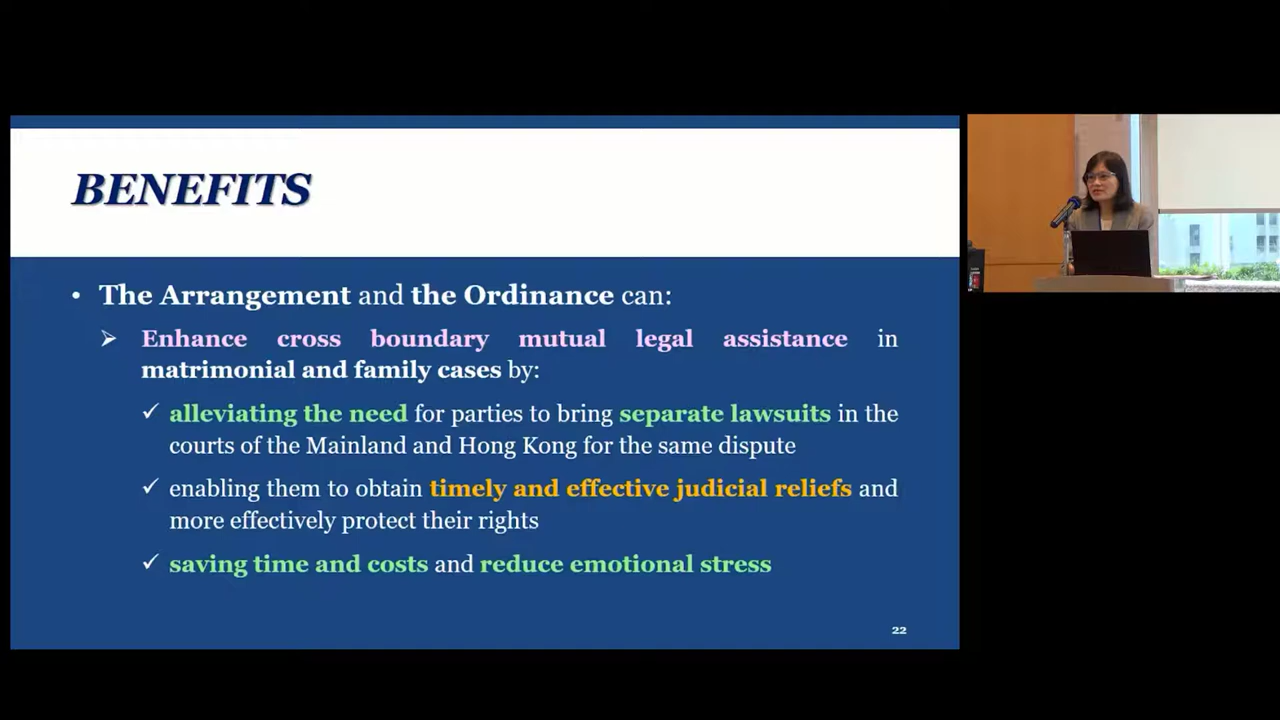 BENEFITS
• The Arrangement and the Ordinance can:
➢ Enhance cross boundary mutual legal assistance in
matrimonial and family cases by:
✓ alleviating the need for parties to bring separate lawsuits in the
courts of the Mainland and Hong Kong for the same dispute
✓ enabling them to obtain timely and effective judicial reliefs and
more effectively protect their rights
✓ saving time and costs and reduce emotional stress
22